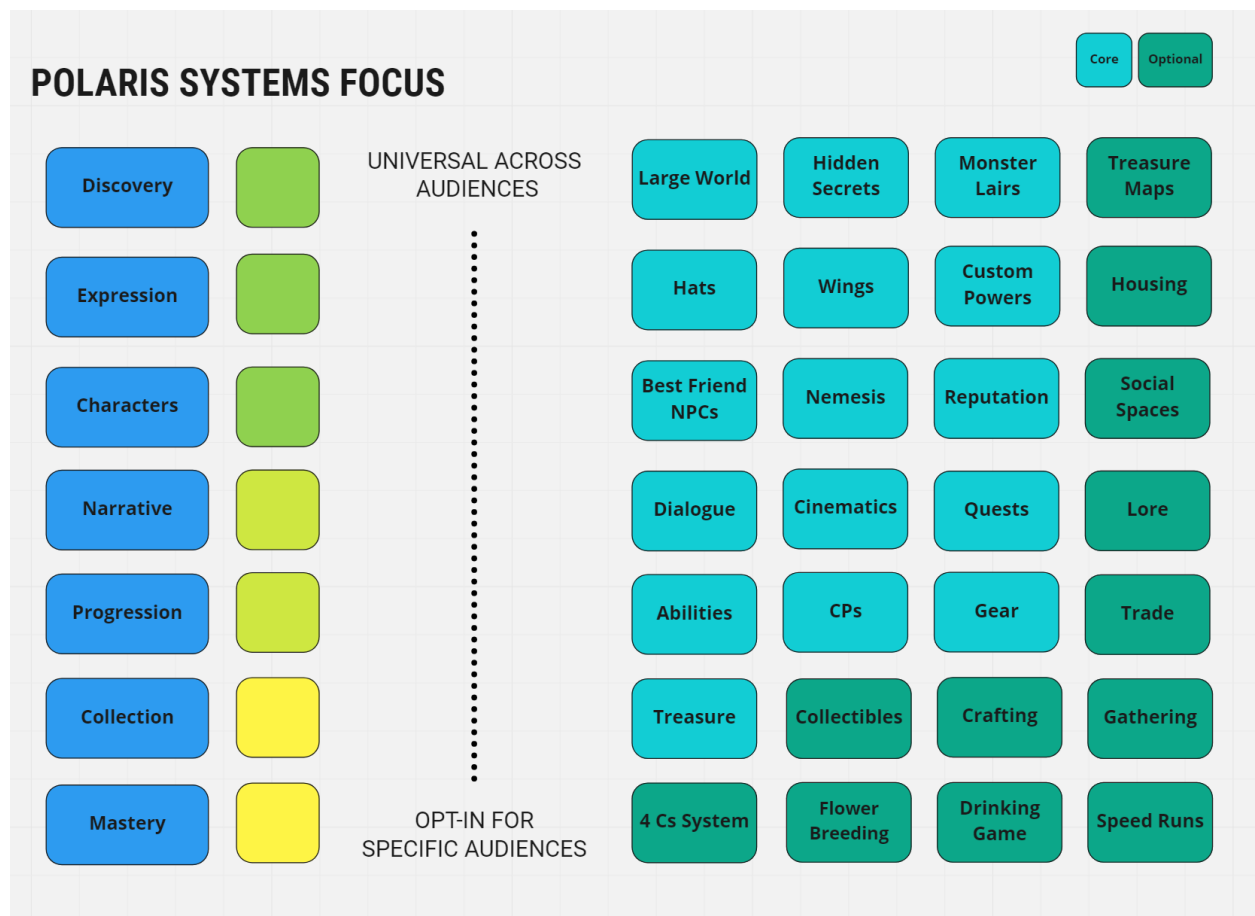 Core Optional
POLARIS SYSTEMS FOCUS
UNIVERSAL ACROSS
AUDIENCES
Discovery
Large World
Hidden
Secrets
Monster
Lairs
Treasure
Maps
Expression
Hats
Wings
Custom
Powers
Housing
Characters
Best Friend
NPCs
Nemesis
Reputation
Social
Spaces
Narrative
Dialogue
Cinematics
Quests
Lore
Progression
Abilities
CPs
Gear
Trade
Collection
Treasure
Collectibles
Crafting
Gathering
Mastery
OPT-IN FOR
SPECIFIC AUDIENCES
4 Cs System
Flower
Breeding
Drinking
Game
Speed Runs